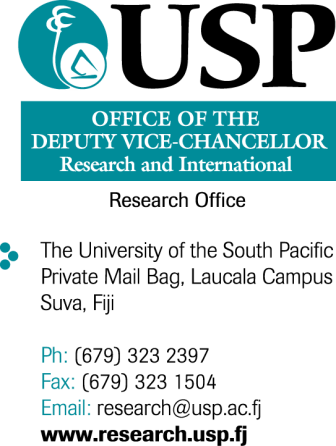 USP
OFFICE OF THE
DEPUTY VICE-CHANCELLOR
Research and International
Research Office
The University of the South Pacific
Private Mail Bag, Laucala Campus
Suva, Fiji
Ph: (679) 323 2397
Fax: (679) 323 1504
Email: research@usp.ac.fj
www.research.usp.fj